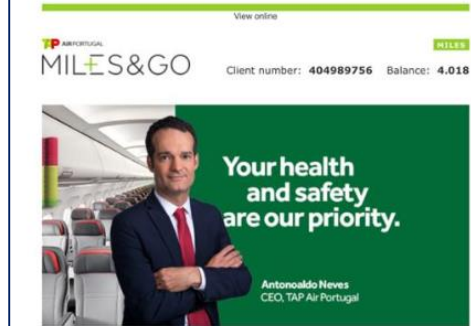 View online
TAP AIR PORTUGAL
MILES
MILES&GO
Client number: 404989756 Balance: 4.018
Your health
and safety
are our priority.
Antonoaldo Neves
CEO, TAP Air Portugal